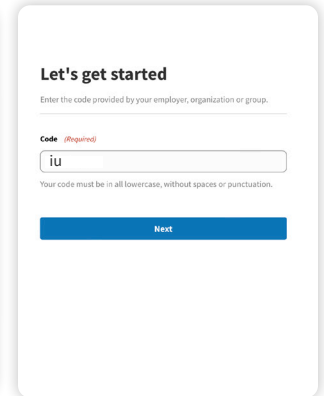 Let's get started
Enter the code provided by your employer, organization or group.
Code (Required)
iu
Your code must be in all lowercase, without spaces or punctuation.
Next